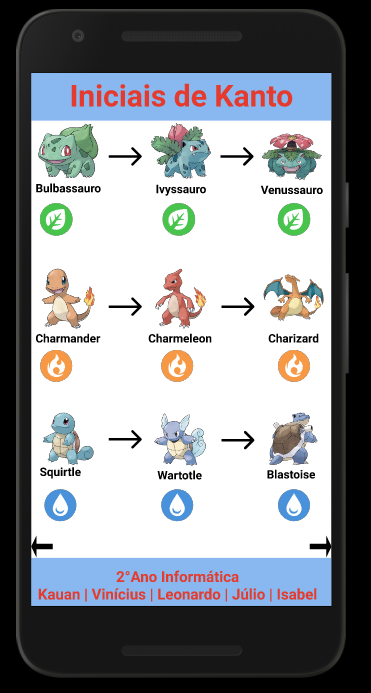 Iniciais de Kanto
Bulbassauro
Ivyssauro
Venussauro
Charmander
Charmeleon
Charizard
Squirtle
Wartotle
Blastoise
2°Ano Informática
Kauan | Vinícius | Leonardo | Júlio | Isabel